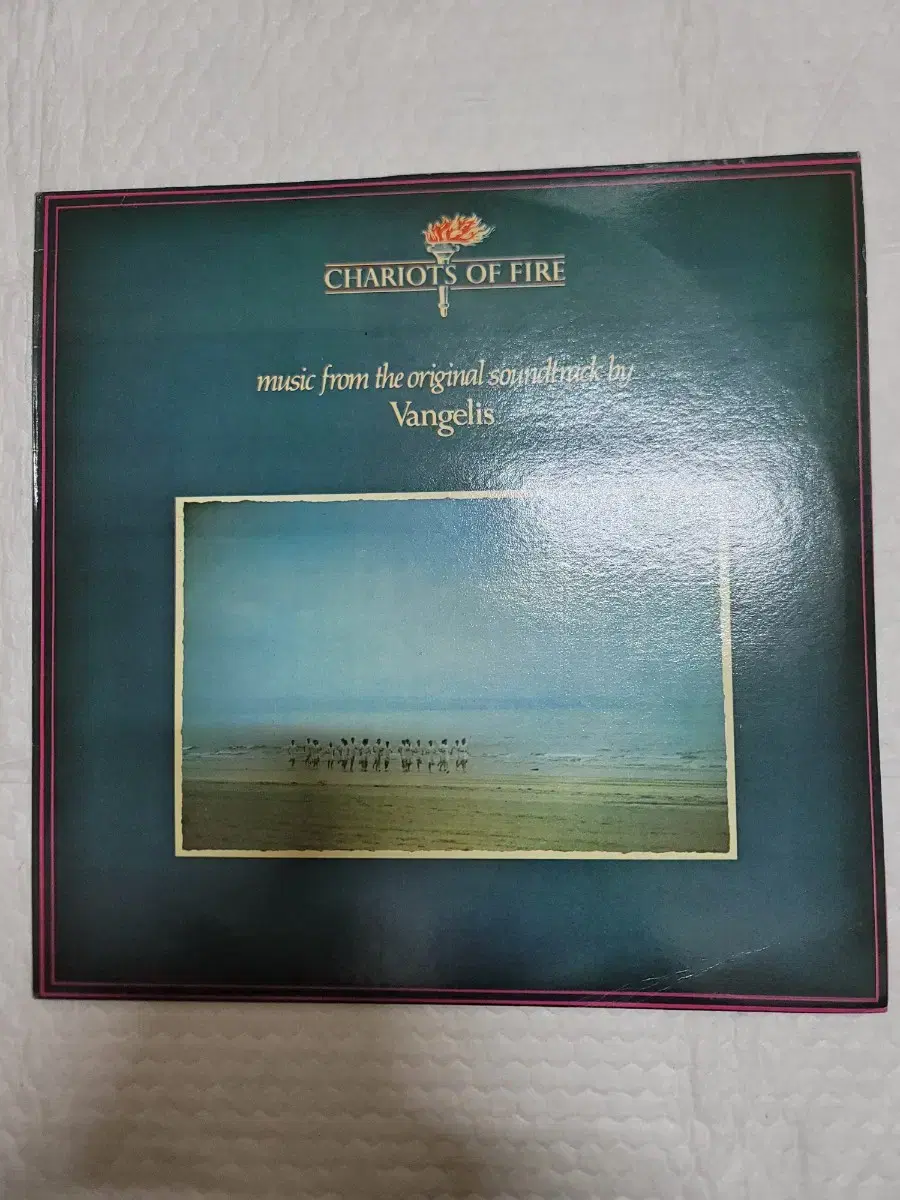 CHARIOTS OF FIRE
music from the original soundtrack by
Vangelis